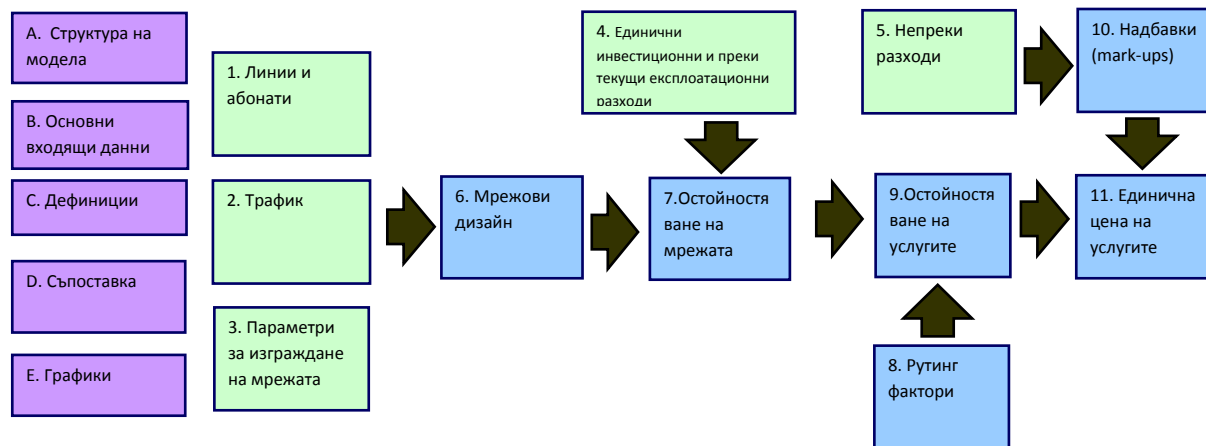 A. Структура на
модела
B. Основни
входящи данни
C. Дефиниции
D. Съпоставка
E. Графики
1. Линии и
абонати
2. Трафик
3. Параметри
за изграждане
на мрежата
4. Единични
инвестиционни и преки
текущи експлоатационни
разходи
5. Непреки
разходи
6. Мрежови
дизайн
7.Остойностя
ване на
мрежата
8. Рутинг
фактори
9.Остойностя
ване на
услугите
10. Надбавки
(mark-ups)
11. Единична
цена на
услугите